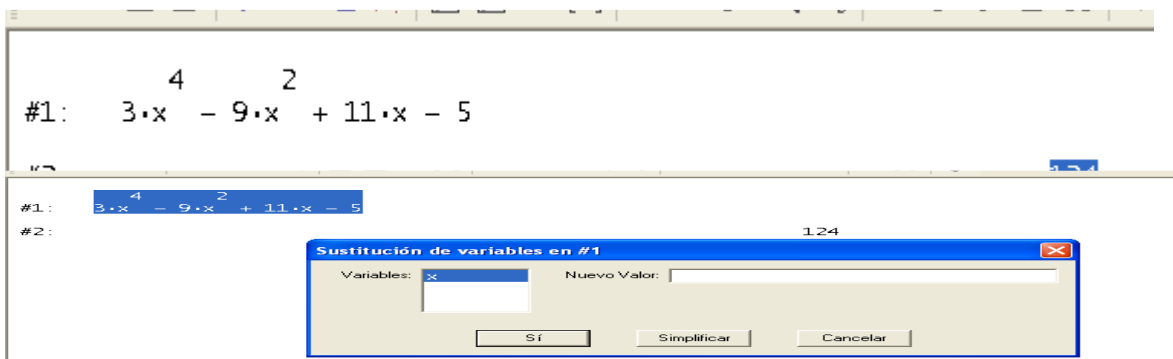 4 2
#1: 3·x - 9·x + 11·x - 5
124
4 2
#1: 3·x - 9·x + 11·x - 5
#2: 124
Sustitución de variables en #1
Variables: x Nuevo Valor:
Sí Simplificar Cancelar